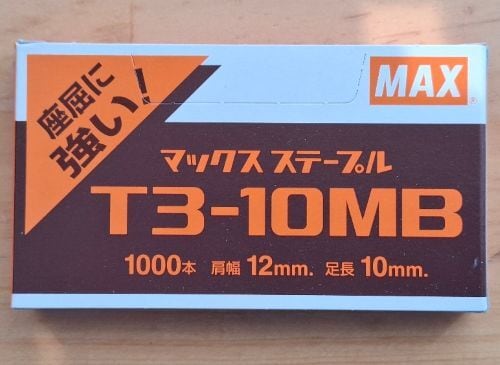 座屈に
強い!
MAX
マックス ステープル
T3-10MB
1000本 肩幅 12mm. 足長 10mm.